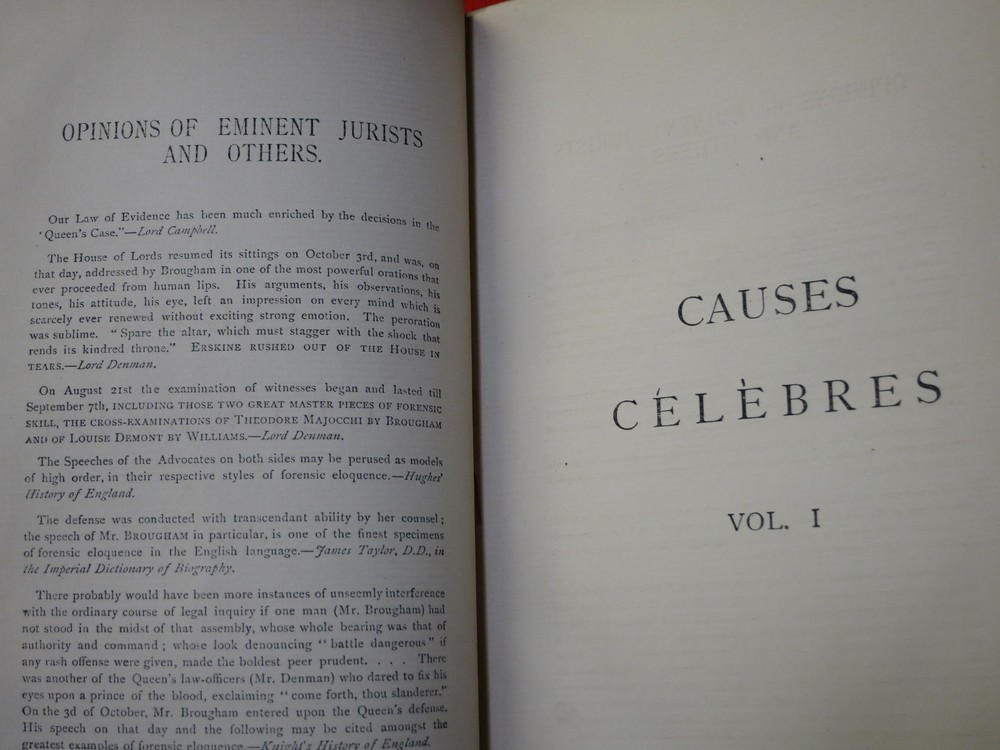 OPINIONS OF EMINENT JURISTS
AND OTHERS.
Our Law of Evidence has been much enriched by the decisions in the
'Queen's Case."—Lord Campbell.
The House of Lords resumed its sittings on October 3rd, and was, on
that day, addressed by Brougham in one of the most powerful orations that
ever proceeded from human lips. His arguments, his observations, his
tones, his attitude, his eye, left an impression on every mind which is
scarcely ever renewed without exciting strong emotion. The peroration
was sublime. "Spare the altar, which must stagger with the shock that
rends its kindred throne." ERSKINE RUSHED OUT OF THE HOUSE IN
TEARS.—Lord Denman.
On August 21st the examination of witnesses began and lasted till
September 7th, INCLUDING THOSE TWO GREAT MASTER PIECES OF FORENSIC
SKILL, THE CROSS-EXAMINATIONS OF THEODORE MAJOCCHI BY BROUGHAM
AND OF LOUISE DEMONT BY WILLIAMS.—Lord Denman.
The Speeches of the Advocates on both sides may be perused as models
of high order, in their respective styles of forensic eloquence.—Hughes'
History of England.
The defense was conducted with transcendant ability by her counsel;
the speech of Mr. BROUGHAM in particular, is one of the finest specimens
of forensic eloquence in the English language.—James Taylor, D.D., in
the Imperial Dictionary of Biography.
There probably would have been more instances of unseemly interference
with the ordinary course of legal inquiry if one man (Mr. Brougham) had
not stood in the midst of that assembly, whose whole bearing was that of
authority and command; whose look denouncing "battle dangerous" if
any rash offense were given, made the boldest peer prudent. . . . There
was another of the Queen's law-officers (Mr. Denman) who dared to fix his
eyes upon a prince of the blood, exclaiming "come forth, thou slanderer."
On the 3d of October, Mr. Brougham entered upon the Queen's defense.
His speech on that day and the following may be cited amongst the
greatest examples of forensic eloquence.—Knight's History of England.
CAUSES
CÉLÈBRES
VOL. I